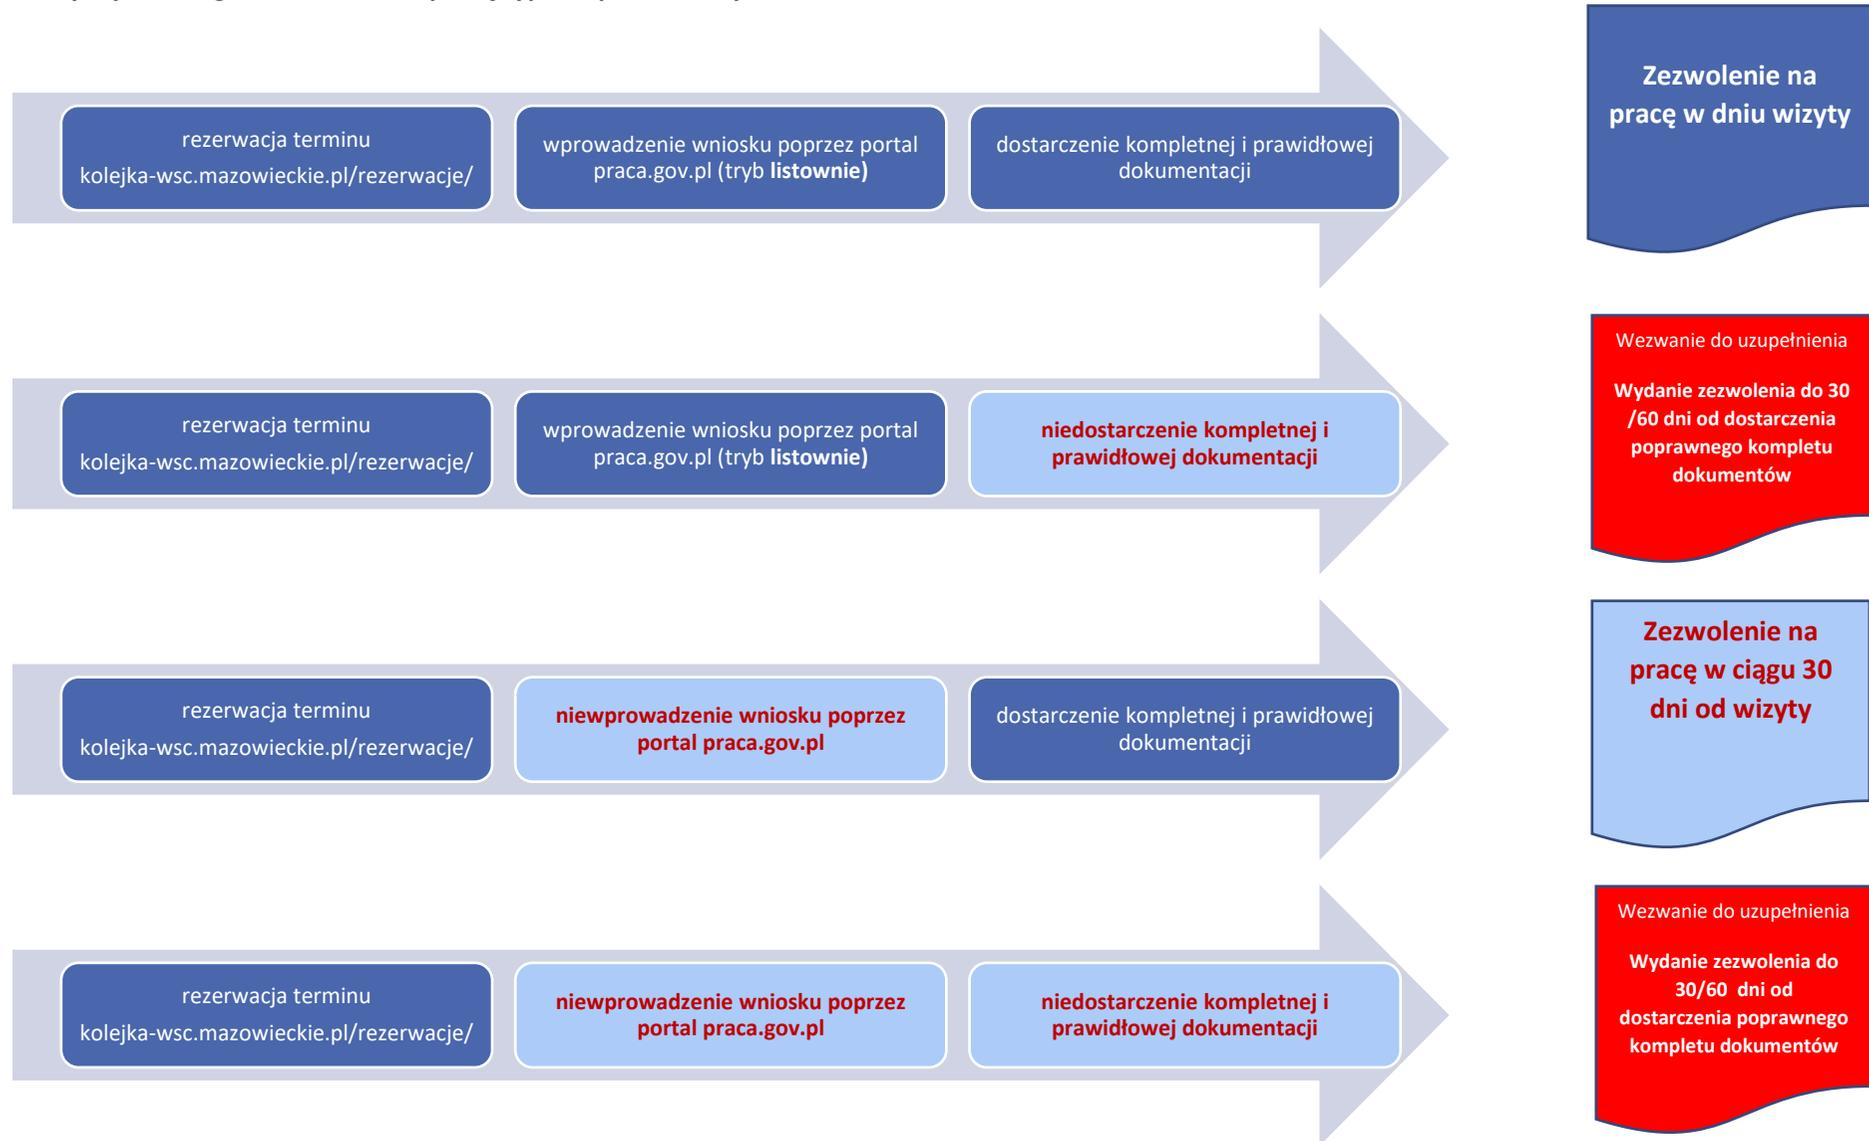 rezerwacja terminu
kolejka-wsc.mazowieckie.pl/rezerwacje/
wprowadzenie wniosku poprzez portal
praca.gov.pl (tryb listownie)
dostarczenie kompletnej i prawidłowej
dokumentacji
Zezwolenie na
pracę w dniu wizyty
rezerwacja terminu
kolejka-wsc.mazowieckie.pl/rezerwacje/
wprowadzenie wniosku poprzez portal
praca.gov.pl (tryb listownie)
niedostarczenie kompletnej i
prawidłowej dokumentacji
Wezwanie do uzupełnienia
Wydanie zezwolenia do 30
/60 dni od dostarczenia
poprawnego kompletu
dokumentów
rezerwacja terminu
kolejka-wsc.mazowieckie.pl/rezerwacje/
niewprowadzenie wniosku poprzez
portal praca.gov.pl
dostarczenie kompletnej i prawidłowej
dokumentacji
Zezwolenie na
pracę w ciągu 30
dni od wizyty
rezerwacja terminu
kolejka-wsc.mazowieckie.pl/rezerwacje/
niewprowadzenie wniosku poprzez
portal praca.gov.pl
niedostarczenie kompletnej i
prawidłowej dokumentacji
Wezwanie do uzupełnienia
Wydanie zezwolenia do
30/60 dni od
dostarczenia poprawnego
kompletu dokumentów